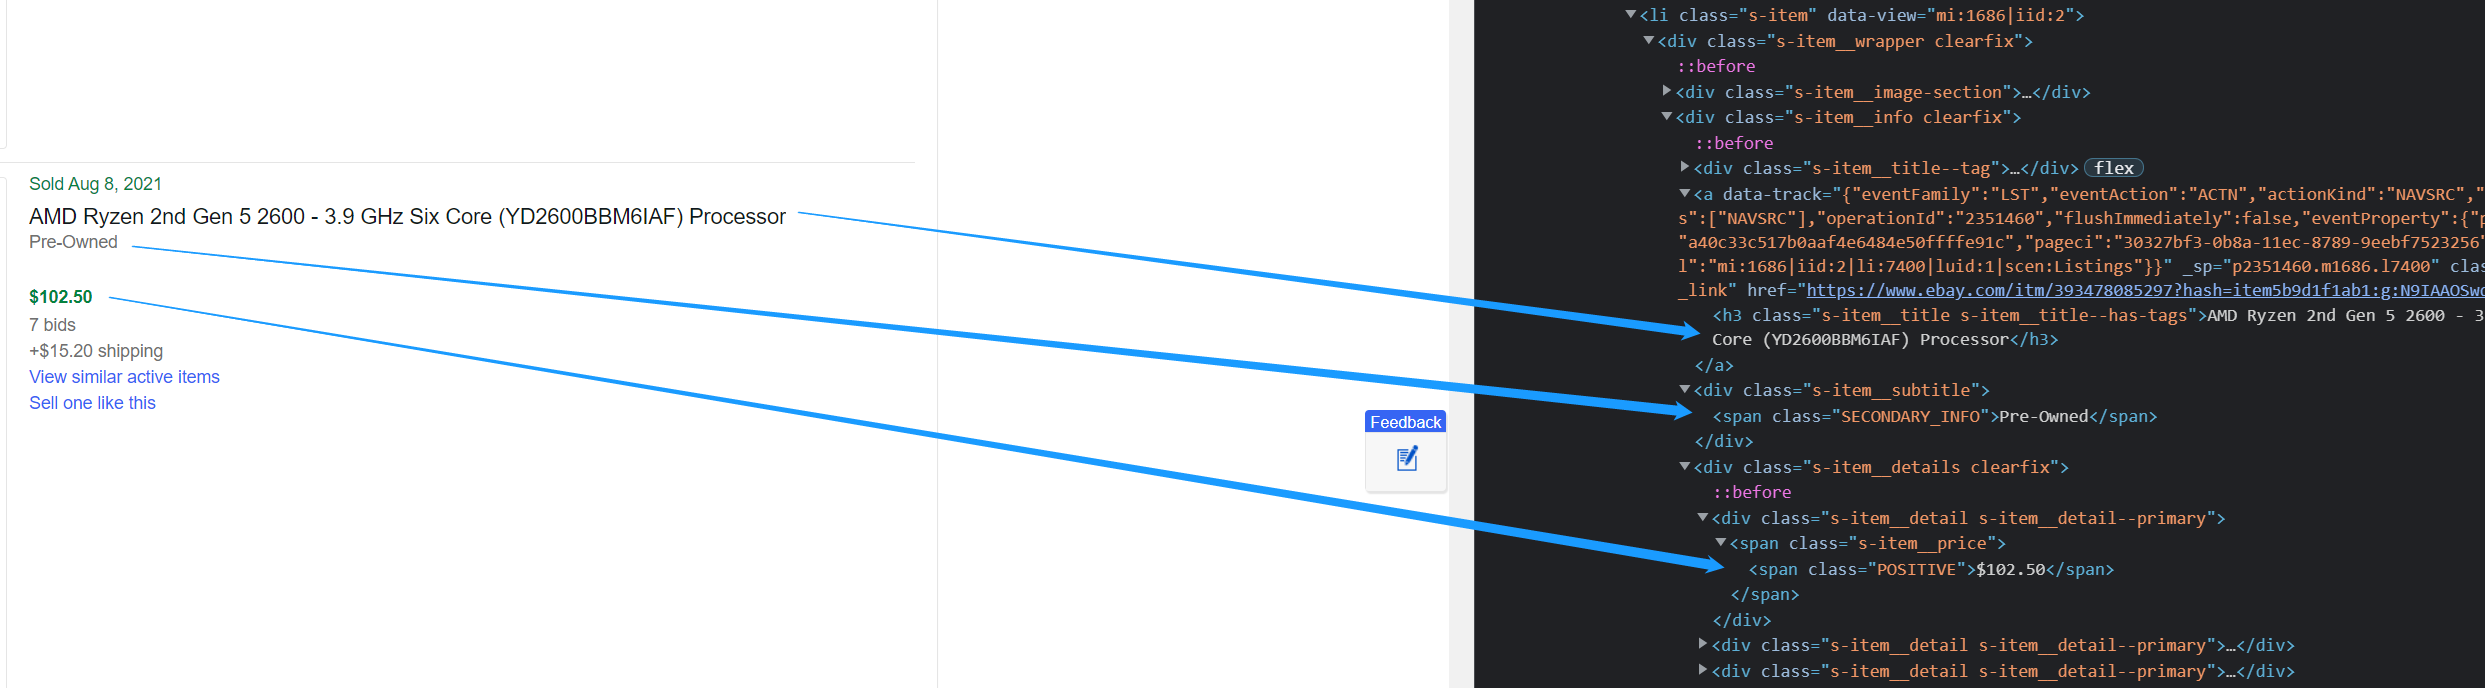 Sold Aug 8, 2021
AMD Ryzen 2nd Gen 5 2600 - 3.9 GHz Six Core (YD2600BBM6IAF) Processor
Pre-Owned
$102.50
7 bids
+$15.20 shipping
View similar active items
Sell one like this
Feedback
<li class="s-item" data-view="mi:1686|iid:2">
<div class="s-item__wrapper clearfix">
::before
<div class="s-item__image-section">…</div>
<div class="s-item__info clearfix">
::before
<div class="s-item__title--tag">…</div> flex
<a data-track="{"eventFamily":"LST","eventAction":"ACTN","actionKind":"NAVSRC","
s":["NAVSRC"],"operationId":"2351460","flushImmediately":false,"eventProperty":{"p
"a40c33c517b0aaf4e6484e50ffffe91c","pageci":"30327bf3-0b8a-11ec-8789-9eebf7523256"
l":"mi:1686|iid:2|li:7400|luid:1|scen:Listings"}}" _sp="p2351460.m1686.l7400" clas
_link" href="https://www.ebay.com/itm/393478085297?hash=item5b9d1f1ab1:g:N9IAAOSwd
<h3 class="s-item__title s-item__title--has-tags">AMD Ryzen 2nd Gen 5 2600 - 3
Core (YD2600BBM6IAF) Processor</h3>
</a>
<div class="s-item__subtitle">
<span class="SECONDARY_INFO">Pre-Owned</span>
</div>
<div class="s-item__details clearfix">
::before
<div class="s-item__detail s-item__detail--primary">
<span class="s-item__price">
<span class="POSITIVE">$102.50</span>
</span>
</div>
<div class="s-item__detail s-item__detail--primary">…</div>
<div class="s-item__detail s-item__detail--primary">…</div>